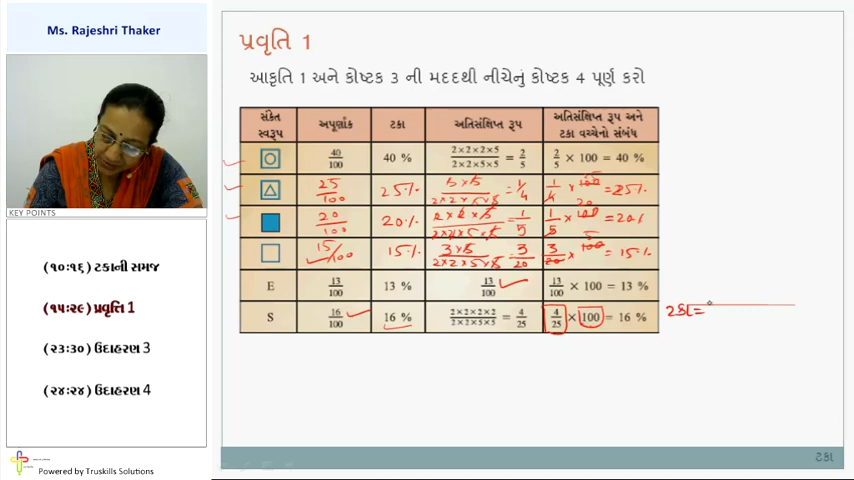 Ms. Rajeshri Thaker
KEY POINTS
(૧૦:૧૬) ટકાની સમજ
(૧૫:૨૯) પ્રવૃતિ 1
(૨૩:૩૦) ઉદાહરણ 3
(૨૪:૨૪) ઉદાહરણ 4
Powered by Truskills Solutions
પ્રવૃતિ 1
આકૃતિ 1 અને કોષ્ટક 3 ની મદદથી નીચેનું કોષ્ટક 4 પૂર્ણ કરો
સંકેત સ્વરૂપ અપૂર્ણાંક ટકા અતિસંક્ષિપ્ત રૂપ અતિસંક્ષિપ્ત રૂપ અને ટકા વચ્ચેનો સંબંધ
40/100 40 % 2×2×2×5/2×2×5×5 = 2/5 2/5 × 100 = 40 %
25/100 25% 5×5/2×2×5×5 = 1/4 1/4 × 100 = 25%
20/100 20% 2×2×5/2×2×5×5 = 1/5 1/5 × 100 = 20%
15/100 15% 3×5/2×2×5×5 = 3/20 3/20 × 100 = 15%
E 13/100 13 % 13/100 13/100 × 100 = 13 %
S 16/100 16 % 2×2×2×2/2×2×5×5 = 4/25 4/25 × 100 = 16 % ટકા=
ટકા